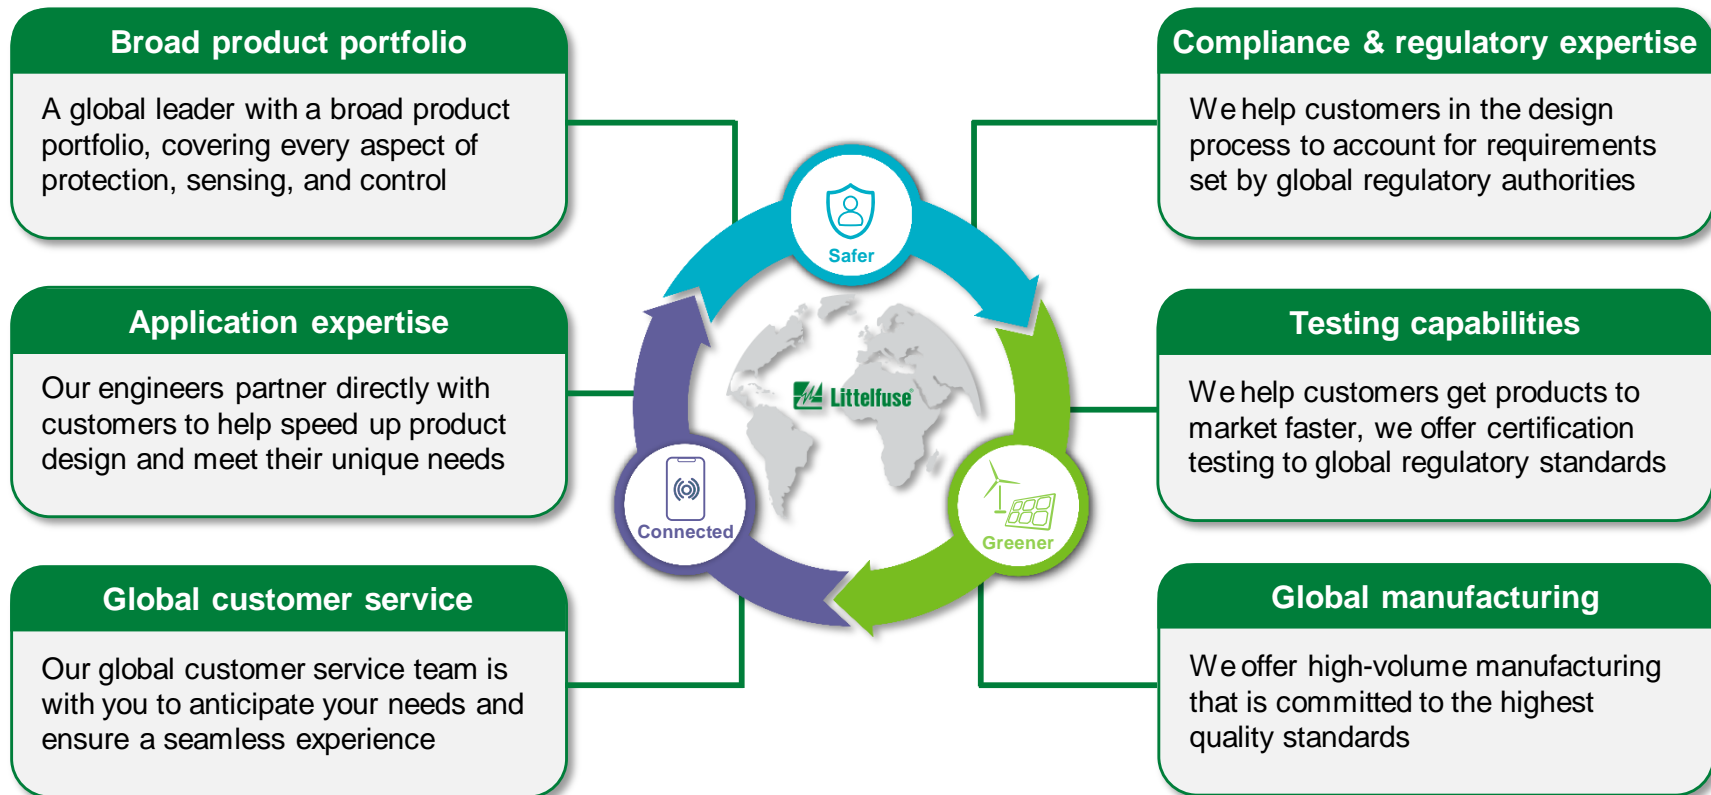 Broad product portfolio
A global leader with a broad product
portfolio, covering every aspect of
protection, sensing, and control
Application expertise
Our engineers partner directly with
customers to help speed up product
design and meet their unique needs
Global customer service
Our global customer service team is
with you to anticipate your needs and
ensure a seamless experience
Safer
Littelfuse®
Connected
Greener
Compliance & regulatory expertise
We help customers in the design
process to account for requirements
set by global regulatory authorities
Testing capabilities
We help customers get products to
market faster, we offer certification
testing to global regulatory standards
Global manufacturing
We offer high-volume manufacturing
that is committed to the highest
quality standards